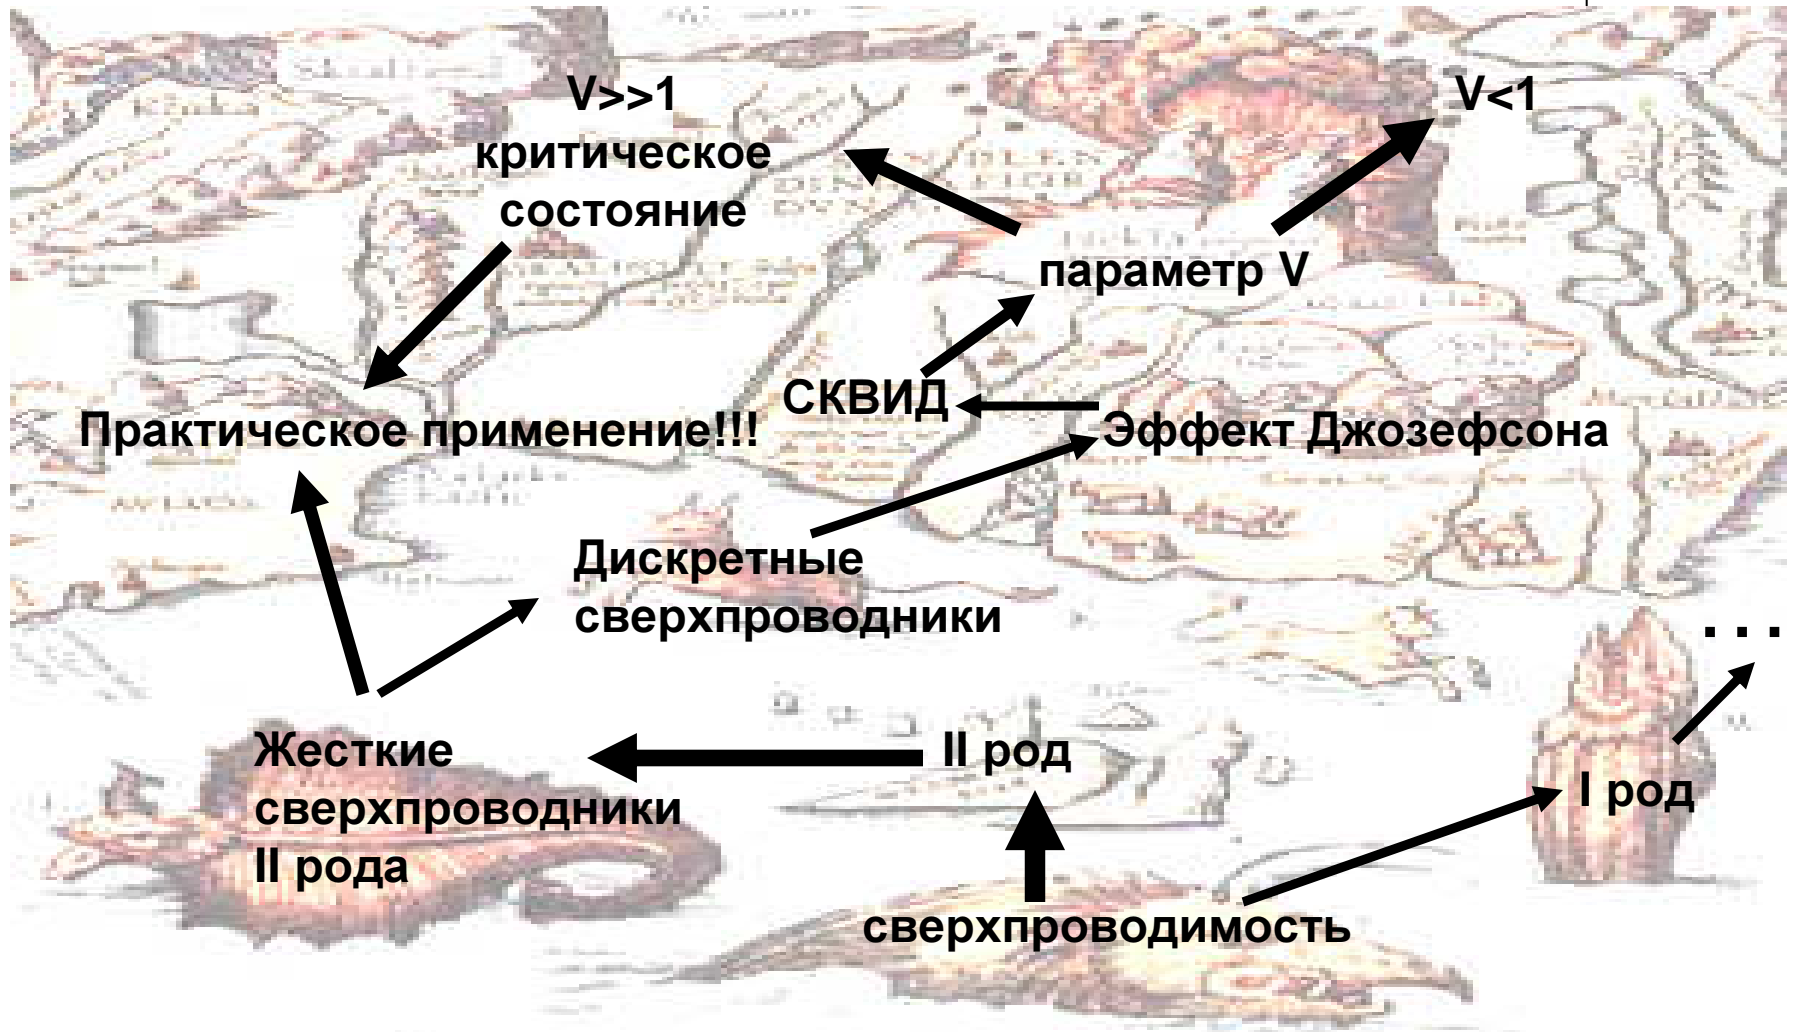 V>>1
критическое
состояние
V<1
параметр V
СКВИД
Практическое применение!!!
Эффект Джозефсона
Дискретные
сверхпроводники
. . .
Жесткие
сверхпроводники
II рода
II род
I род
сверхпроводимость